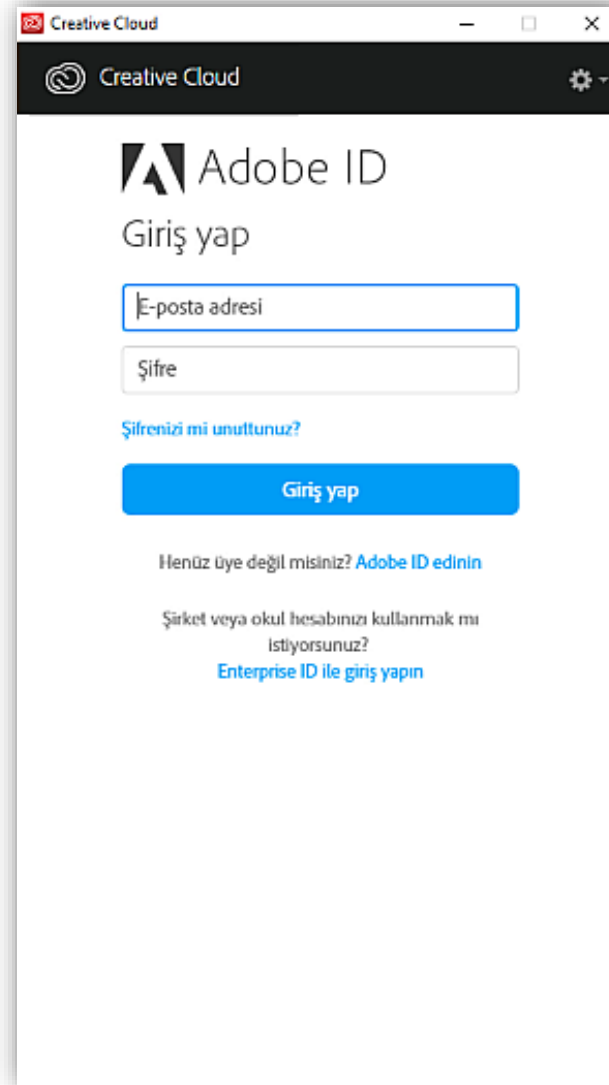 Creative Cloud
Creative Cloud
Adobe ID
Giriş yap
E-posta adresi
Şifre
Şifrenizi mi unuttunuz?
Giriş yap
Henüz üye değil misiniz? Adobe ID edinin
Şirket veya okul hesabınızı kullanmak mı
istiyorsunuz?
Enterprise ID ile giriş yapın